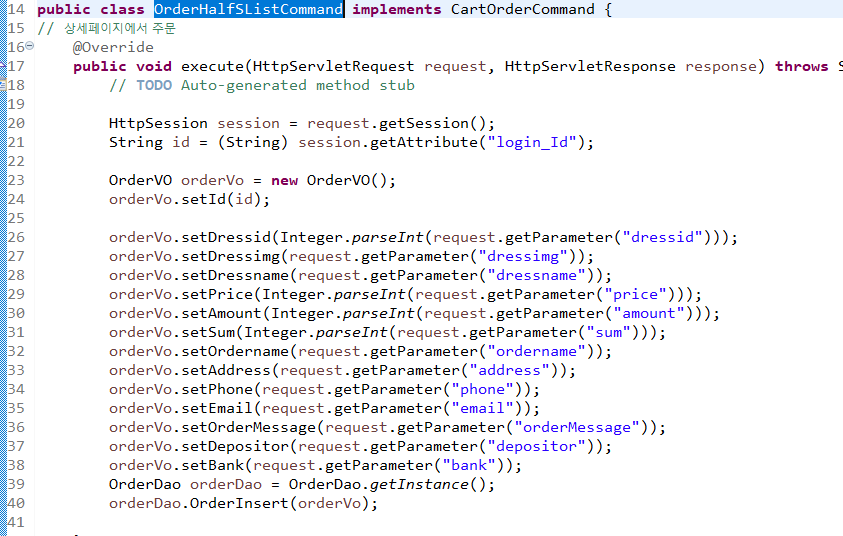 14 public class OrderHalfSListCommand implements CartOrderCommand {
15 // 상세페이지에서 주문
16 @Override
17 public void execute(HttpServletRequest request, HttpServletResponse response) throws
18 // TODO Auto-generated method stub
19
20 HttpSession session = request.getSession();
21 String id = (String) session.getAttribute("login_Id");
22
23 OrderVO orderVo = new OrderVO();
24 orderVo.setId(id);
25
26 orderVo.setDressid(Integer.parseInt(request.getParameter("dressid")));
27 orderVo.setDressimg(request.getParameter("dressimg"));
28 orderVo.setDressname(request.getParameter("dressname"));
29 orderVo.setPrice(Integer.parseInt(request.getParameter("price")));
30 orderVo.setAmount(Integer.parseInt(request.getParameter("amount")));
31 orderVo.setSum(Integer.parseInt(request.getParameter("sum")));
32 orderVo.setOrdername(request.getParameter("ordername"));
33 orderVo.setAddress(request.getParameter("address"));
34 orderVo.setPhone(request.getParameter("phone"));
35 orderVo.setEmail(request.getParameter("email"));
36 orderVo.setOrderMessage(request.getParameter("orderMessage"));
37 orderVo.setDepositor(request.getParameter("depositor"));
38 orderVo.setBank(request.getParameter("bank"));
39 OrderDao orderDao = OrderDao.getInstance();
40 orderDao.OrderInsert(orderVo);
41